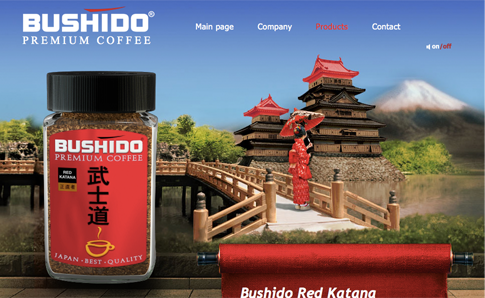 BUSHIDO®
PREMIUM COFFEE
Main page
Company
Products
Contact
on/off
BUSHIDO
PREMIUM COFFEE
RED
KATANA
武士道
JAPAN - BEST - QUALITY
Bushido Red Katana